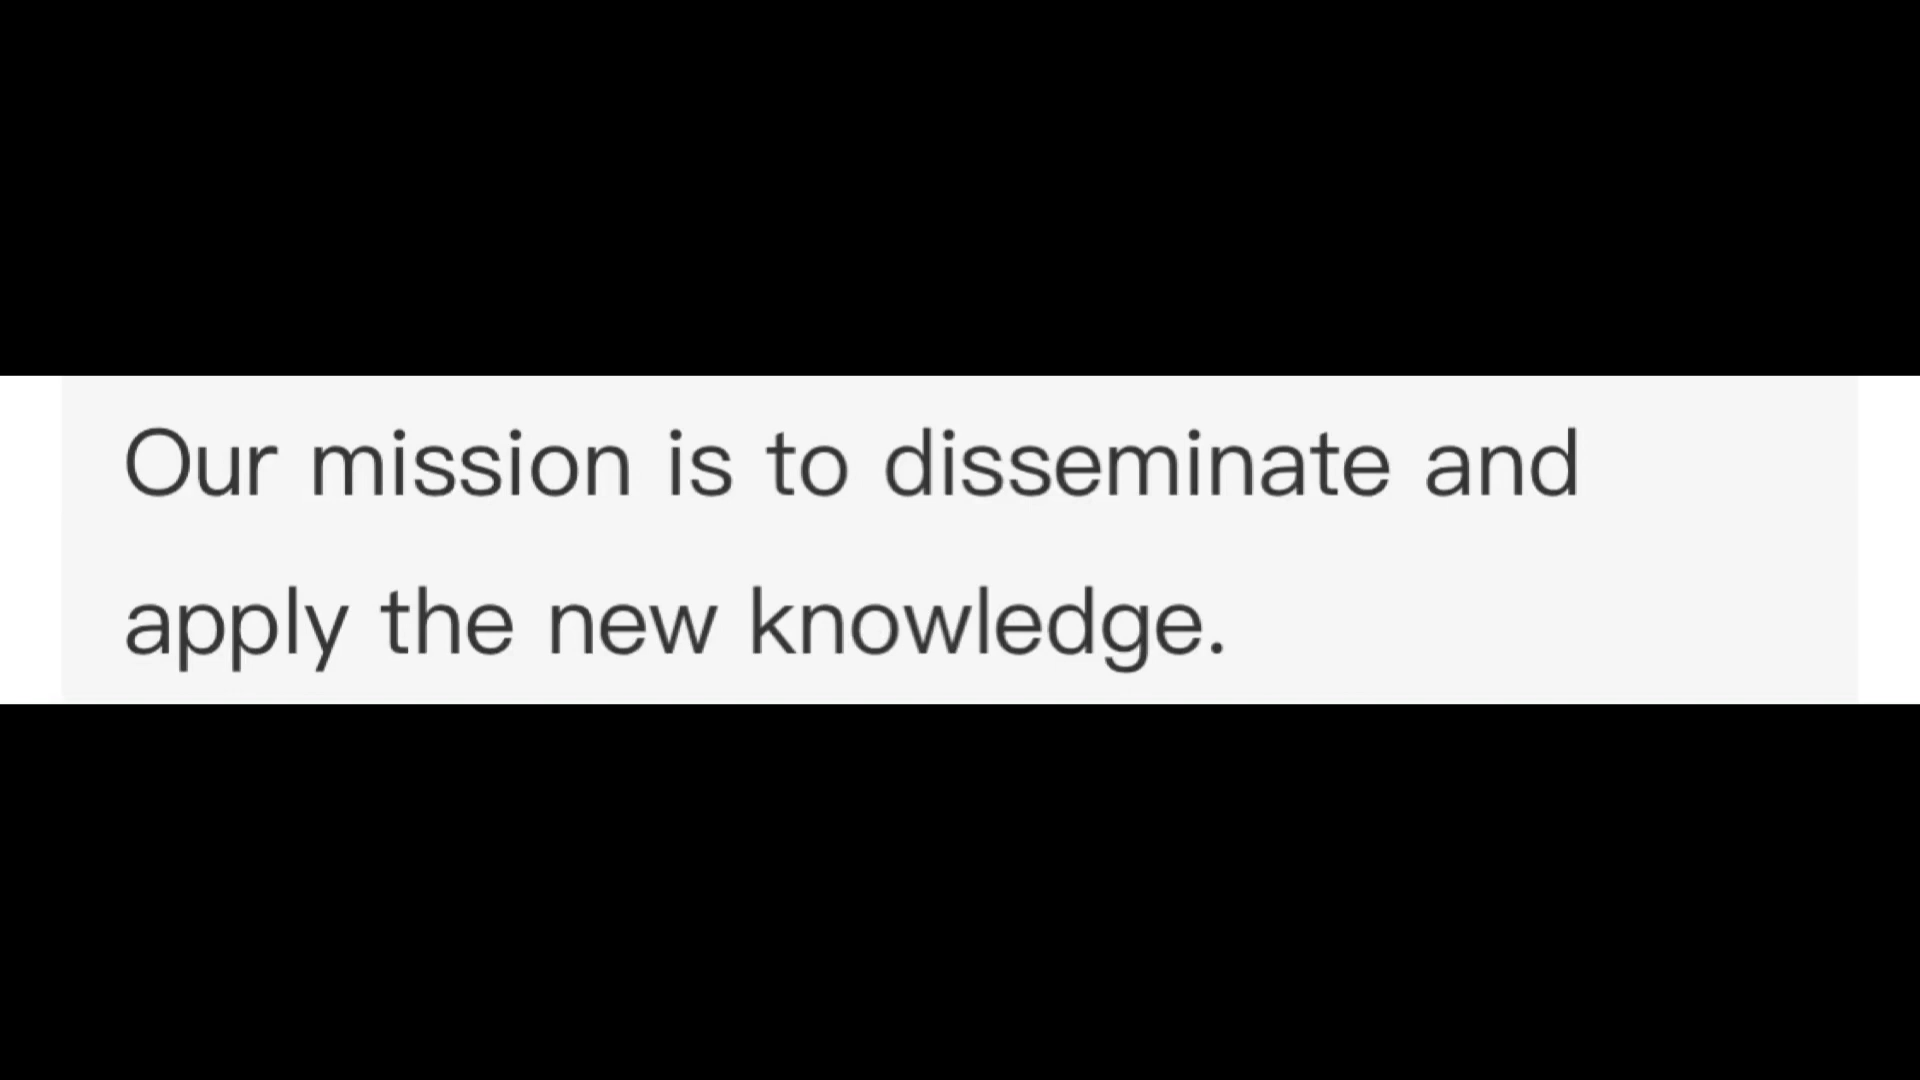 Our mission is to disseminate and
apply the new knowledge.